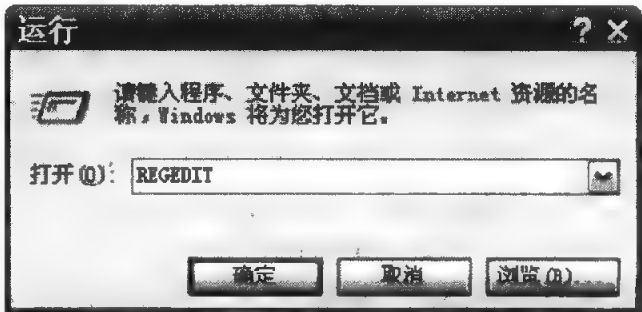 运行
请键入程序、文件夹、文档或 Internet 资源的名
称，Windows 将为您打开它。
打开(O):
REGEDIT
确定
取消
浏览(B)...